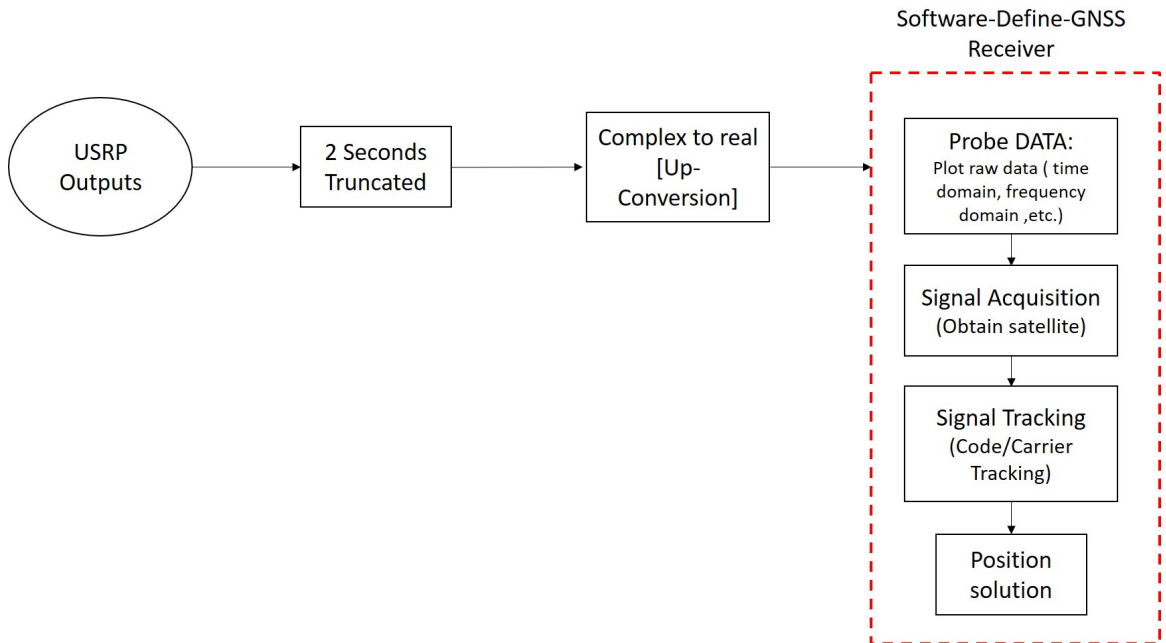 Software-Define-GNSS
Receiver
USRP
Outputs
2 Seconds
Truncated
Complex to real
[Up-
Conversion]
Probe DATA:
Plot raw data ( time
domain, frequency
domain ,etc.)
Signal Acquisition
(Obtain satellite)
Signal Tracking
(Code/Carrier
Tracking)
Position
solution